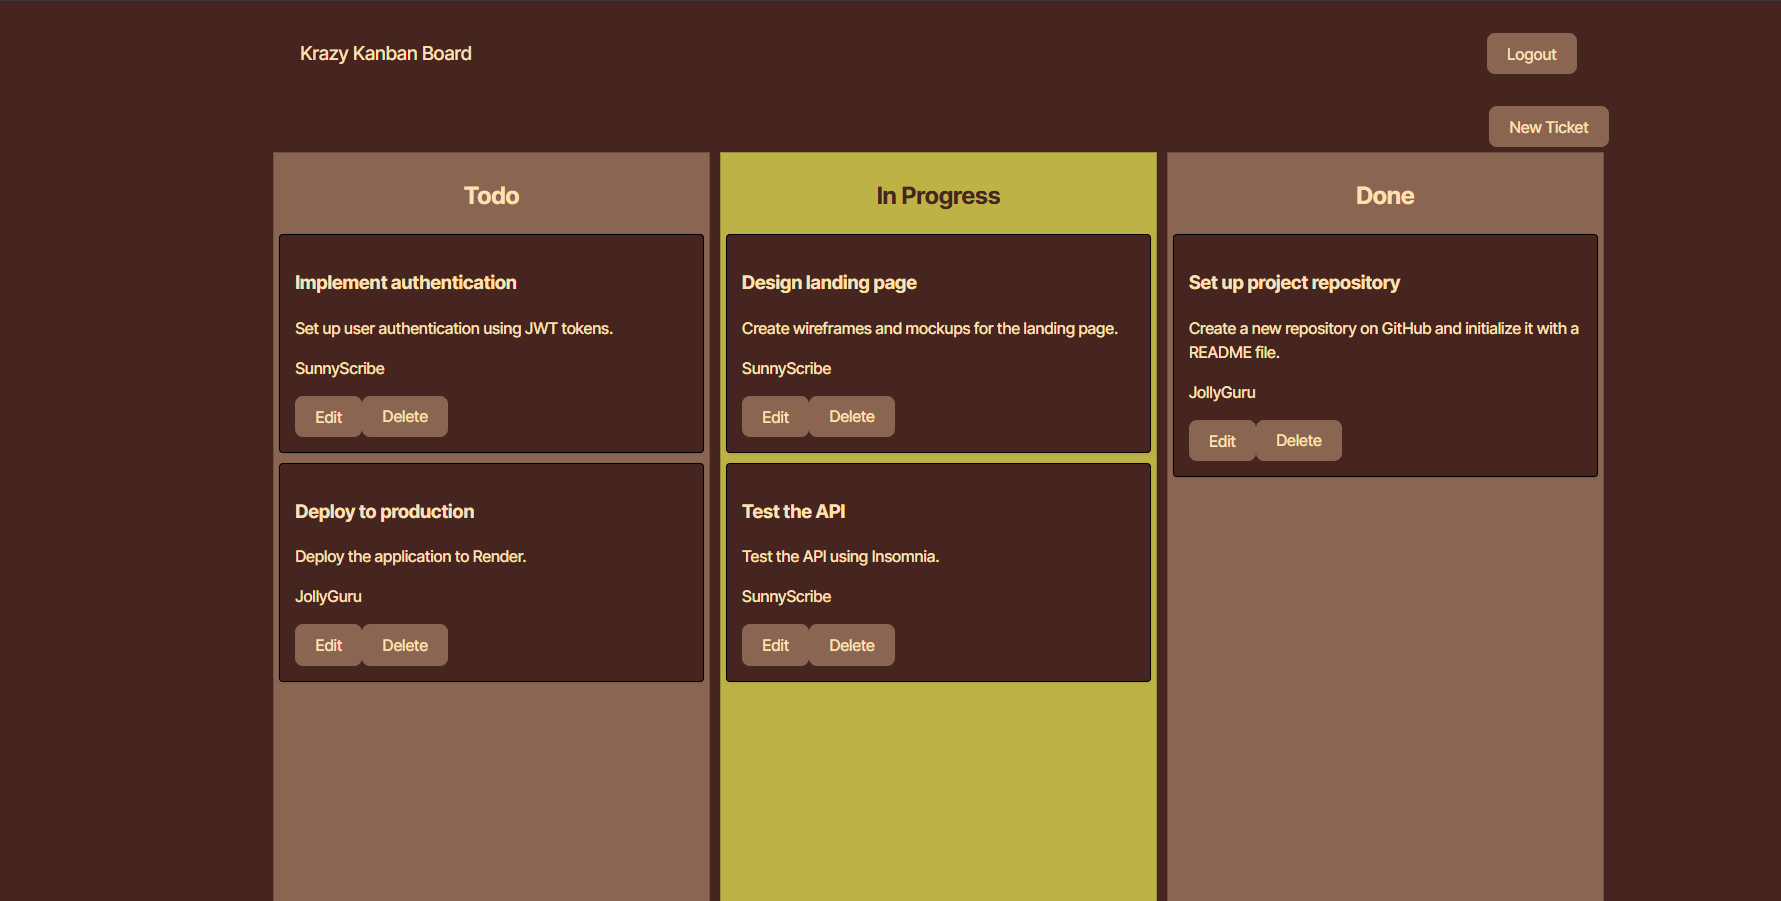 Krazy Kanban Board
Logout
New Ticket
Todo
Implement authentication
Set up user authentication using JWT tokens.
SunnyScribe
Edit
Delete
Deploy to production
Deploy the application to Render.
JollyGuru
Edit
Delete
In Progress
Design landing page
Create wireframes and mockups for the landing page.
SunnyScribe
Edit
Delete
Test the API
Test the API using Insomnia.
SunnyScribe
Edit
Delete
Done
Set up project repository
Create a new repository on GitHub and initialize it with a
README file.
JollyGuru
Edit
Delete